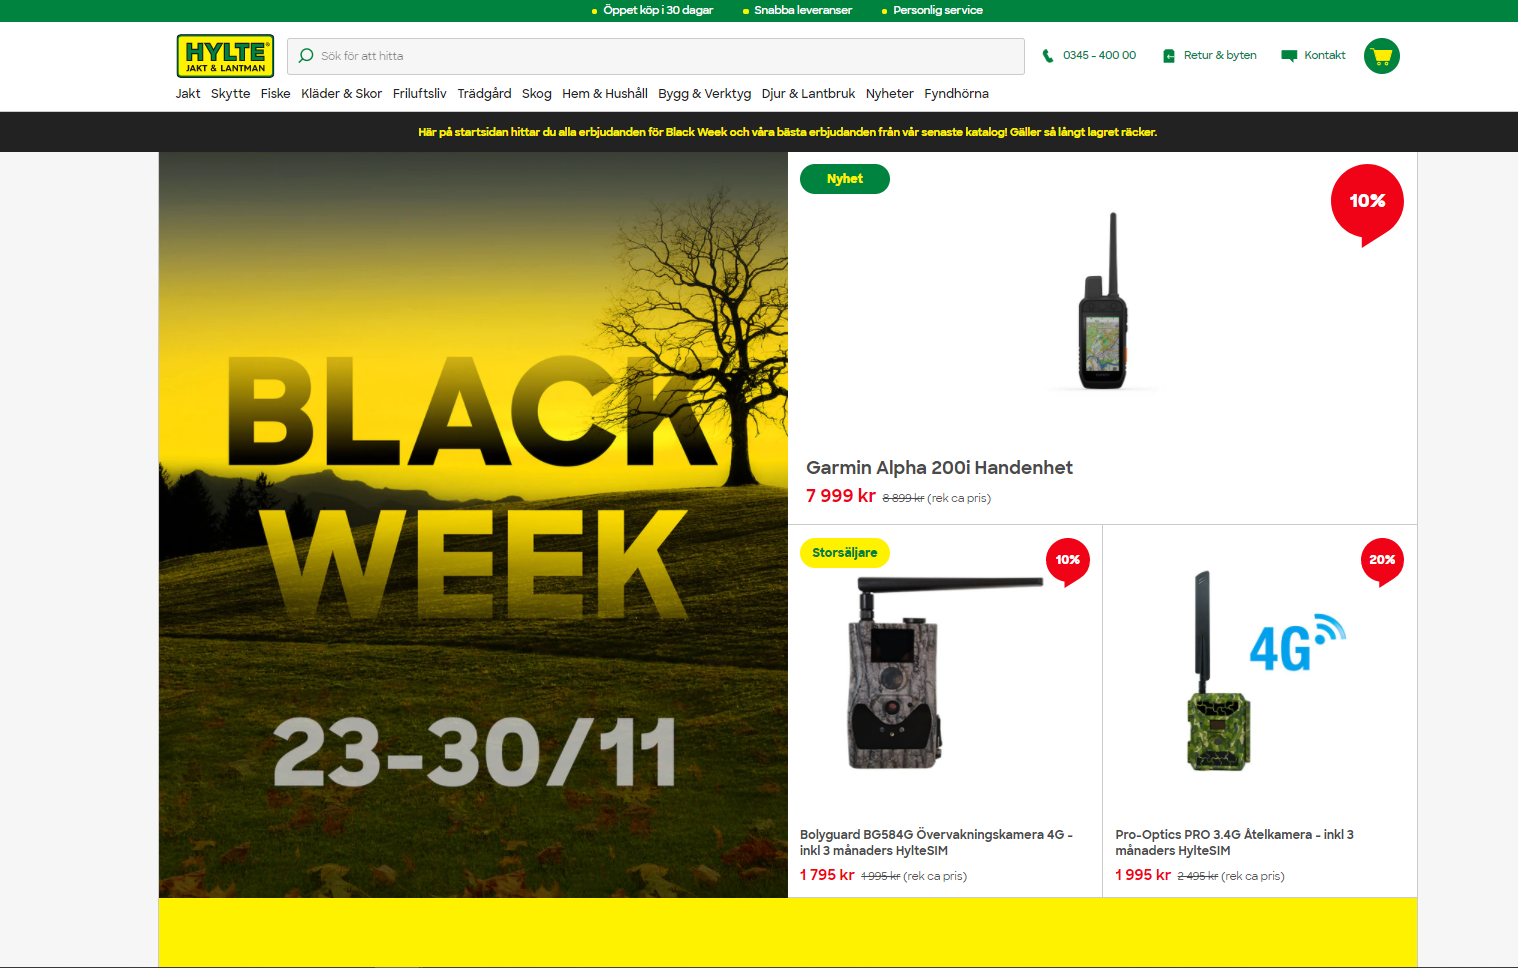 Öppet köp i 30 dagar
Snabba leveranser
Personlig service
HYLTE
JAKT & LANTMAN
Sök för att hitta
0345 - 400 00
Retur & byten
Kontakt
Jakt Skytte Fiske Kläder & Skor Friluftsliv Trädgård Skog Hem & Hushåll Bygg & Verktyg Djur & Lantbruk Nyheter Fyndhörna
Här på startsidan hittar du alla erbjudanden för Black Week och våra bästa erbjudanden från vår senaste katalog! Gäller så långt lagret räcker.
BLACK
WEEK
23-30/11
Nyhet
10%
Garmin Alpha 200i Handenhet
7 999 kr 8 899 kr (rek ca pris)
Storsäljare
10%
Bolyguard BG584G Övervakningskamera 4G -
inkl 3 månaders HylteSIM
1 795 kr 1 995 kr (rek ca pris)
20%
4G
Pro-Optics PRO 3.4G Åtelkamera - inkl 3
månaders HylteSIM
1 995 kr 2 495 kr (rek ca pris)